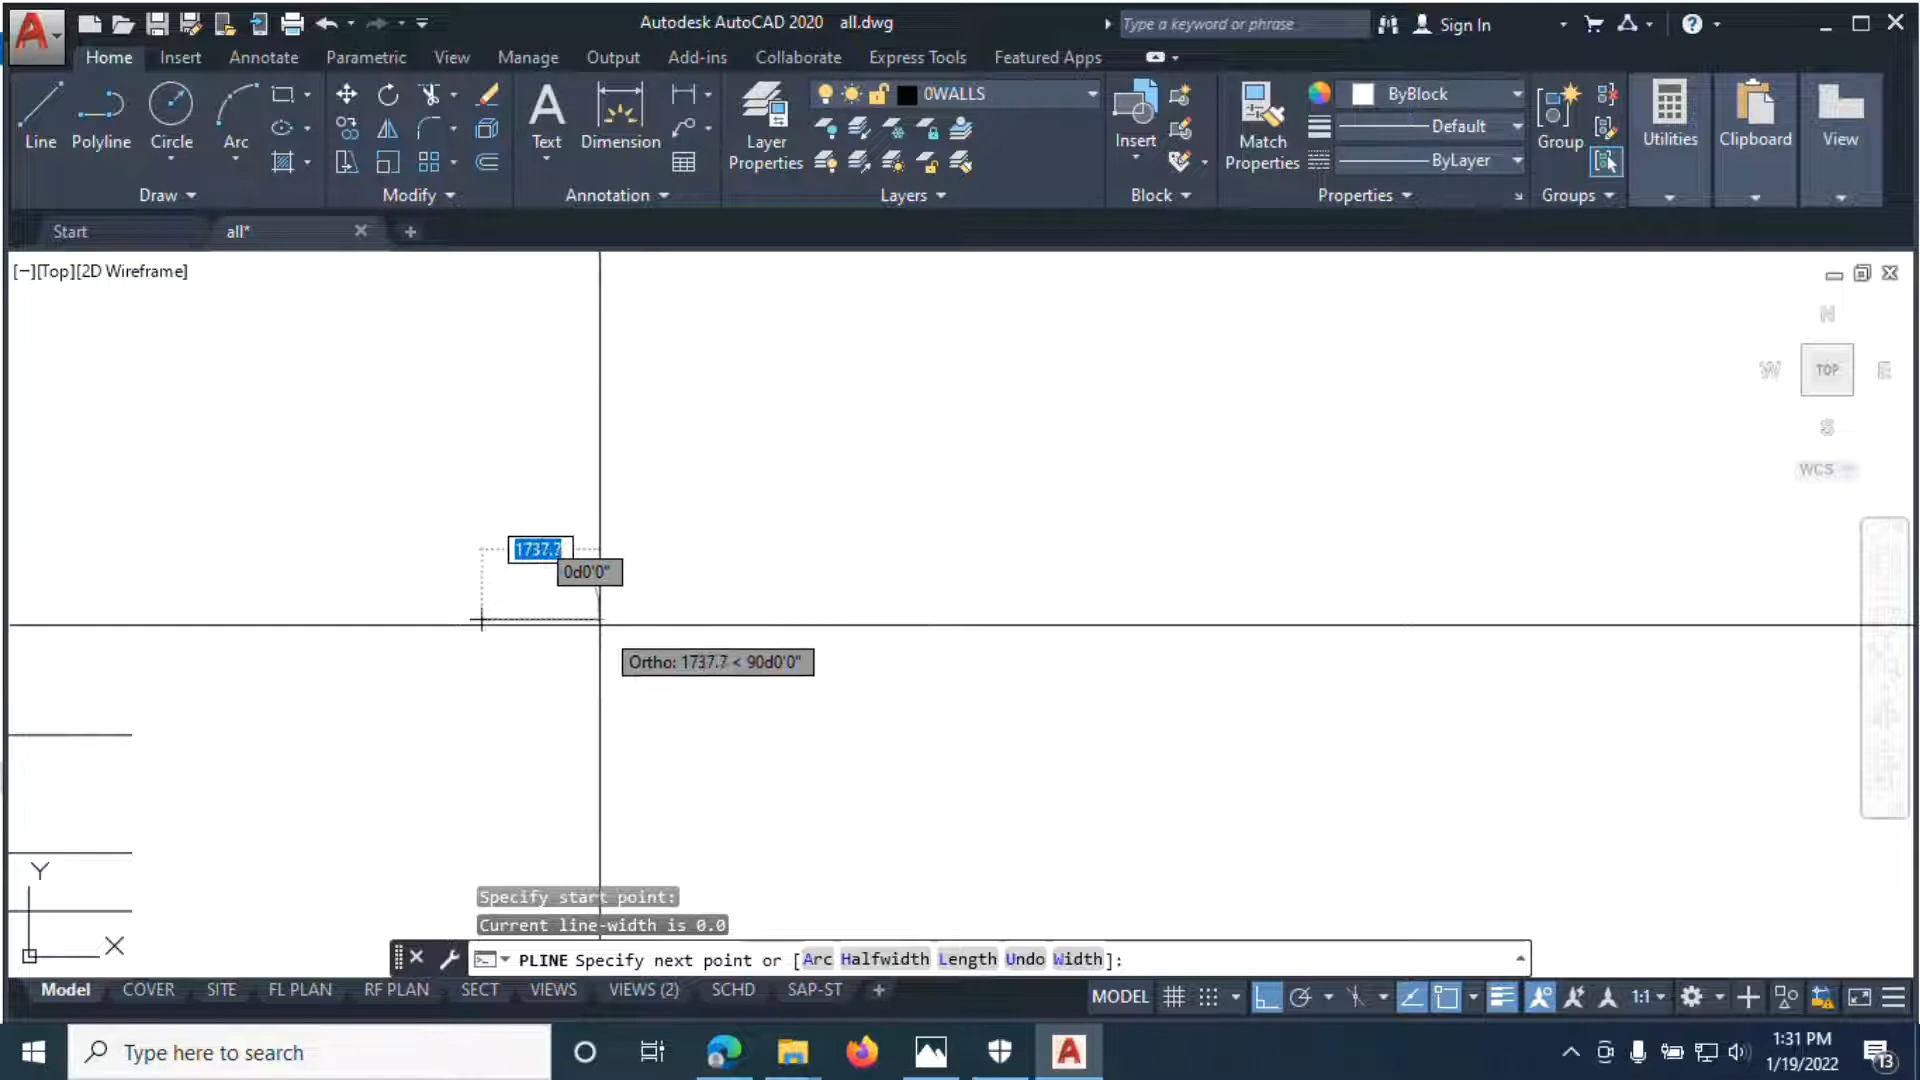 Autodesk AutoCAD 2020 all.dwg
Type a keyword or phrase
Sign In
Home Insert Annotate Parametric View Manage Output Add-ins Collaborate Express Tools Featured Apps
0WALLS
ByBlock
Default
ByLayer
Line Polyline Circle Arc
Text Dimension
Layer Properties
Insert
Match Properties
Group
Utilities
Clipboard
View
Draw
Modify
Annotation
Layers
Block
Properties
Groups
Start
all*
[−][Top][2D Wireframe]
N
W TOP E
S
WCS
1737.7
0d0'0"
Ortho: 1737.7 < 90d0'0"
Y
X
Specify start point:
Current line-width is 0.0
PLINE Specify next point or [Arc Halfwidth Length Undo Width]:
Model COVER SITE FL PLAN RF PLAN SECT VIEWS VIEWS (2) SCHD SAP-ST
MODEL
1:1
Type here to search
1:31 PM
1/19/2022
13